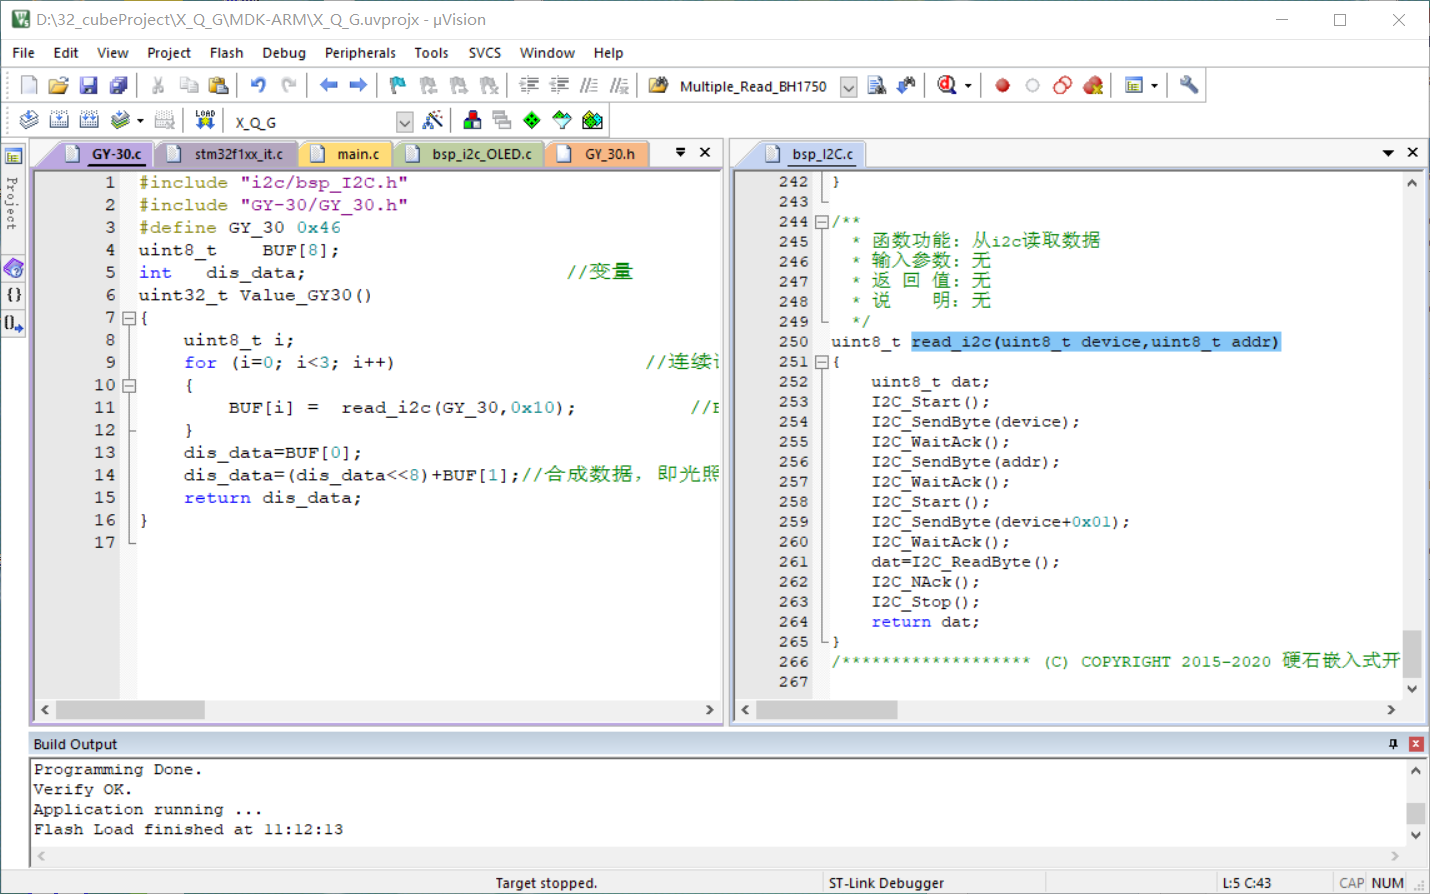 D:\32_cubeProject\X_Q_G\MDK-ARM\X_Q_G.uvprojx - µVision
File Edit View Project Flash Debug Peripherals Tools SVCS Window Help
Multiple_Read_BH1750
LOAD
X_Q_G
Project
GY-30.c stm32f1xx_it.c main.c bsp_i2c_OLED.c GY_30.h
1 #include "i2c/bsp_I2C.h"
2 #include "GY-30/GY_30.h"
3 #define GY_30 0x46
4 uint8_t BUF[8];
5 int dis_data; //变量
6 uint32_t Value_GY30()
7 {
8 uint8_t i;
9 for (i=0; i<3; i++) //连续
10 {
11 BUF[i] = read_i2c(GY_30,0x10); //
12 }
13 dis_data=BUF[0];
14 dis_data=(dis_data<<8)+BUF[1];//合成数据，即光照
15 return dis_data;
16 }
17
bsp_I2C.c
242 }
243
244 /**
245 * 函数功能: 从i2c读取数据
246 * 输入参数: 无
247 * 返 回 值: 无
248 * 说 明: 无
249 */
250 uint8_t read_i2c(uint8_t device,uint8_t addr)
251 {
252 uint8_t dat;
253 I2C_Start();
254 I2C_SendByte(device);
255 I2C_WaitAck();
256 I2C_SendByte(addr);
257 I2C_WaitAck();
258 I2C_Start();
259 I2C_SendByte(device+0x01);
260 I2C_WaitAck();
261 dat=I2C_ReadByte();
262 I2C_NAck();
263 I2C_Stop();
264 return dat;
265 }
266 /******************* (C) COPYRIGHT 2015-2020 硬石嵌入式开
267
Build Output
Programming Done.
Verify OK.
Application running ...
Flash Load finished at 11:12:13
Target stopped. ST-Link Debugger L:5 C:43 CAP NUM